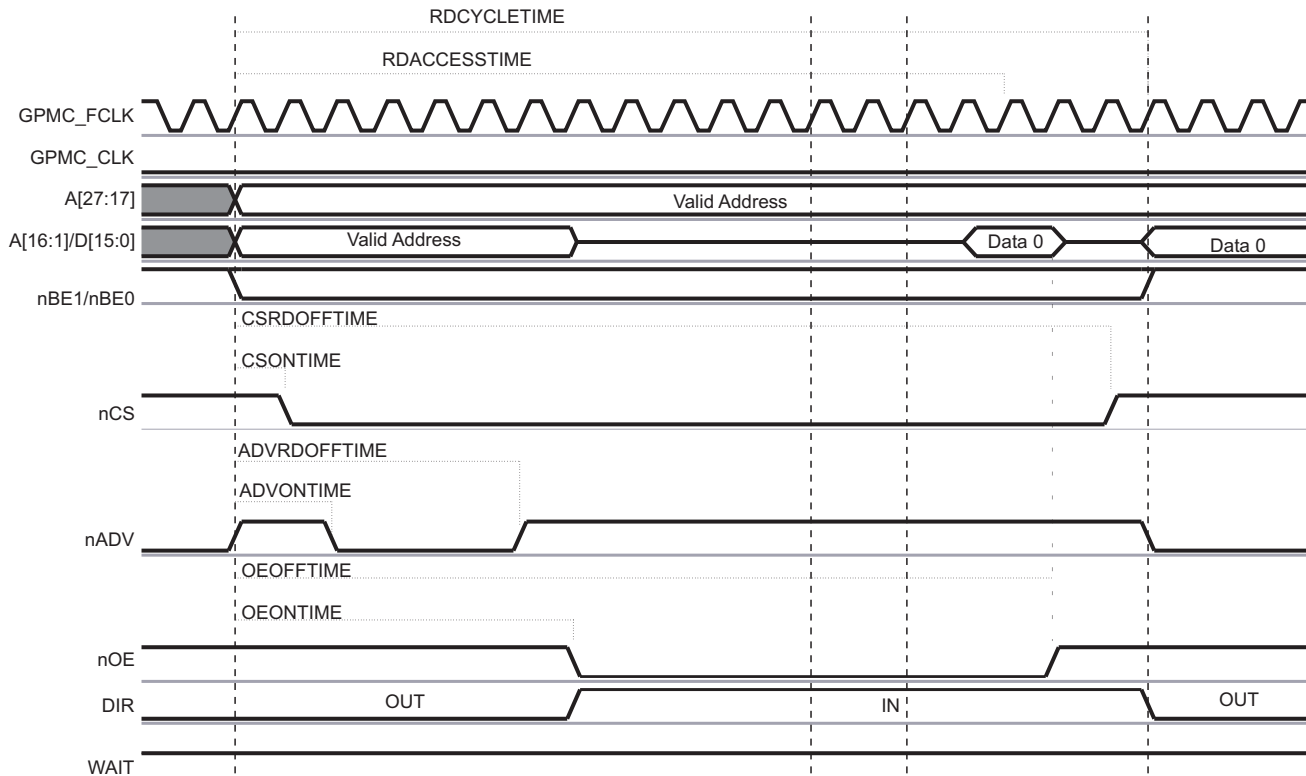 RDCYCLETIME
RDACCESSTIME
GPMC_FCLK
GPMC_CLK
A[27:17]
Valid Address
A[16:1]/D[15:0]
Valid Address
Data 0
Data 0
nBE1/nBE0
CSRDOFFTIME
CSONTIME
nCS
ADVRDOFFTIME
ADVONTIME
nADV
OEOFFTIME
OEONTIME
nOE
DIR
OUT
IN
OUT
WAIT